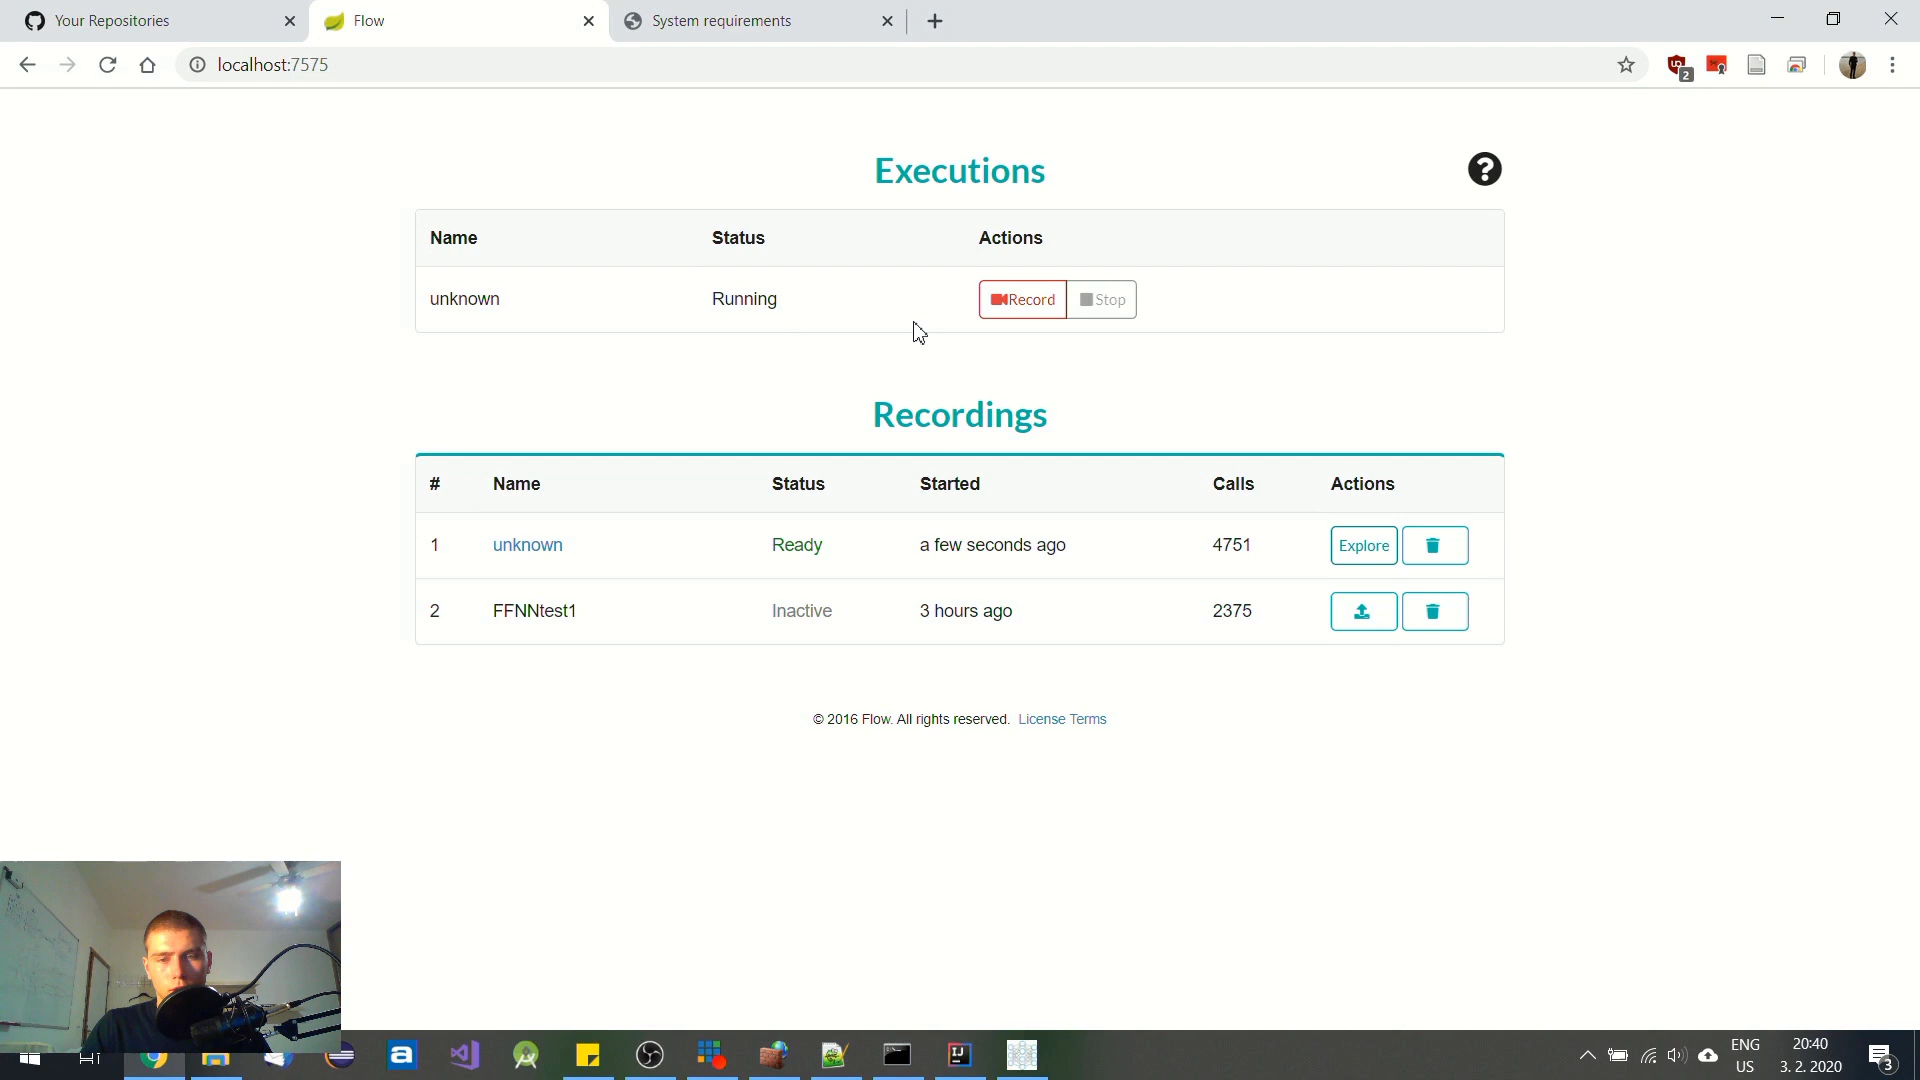 Your Repositories
Flow
System requirements
localhost:7575
2
Executions
?
Name Status Actions
unknown Running Record Stop
Recordings
# Name Status Started Calls Actions
1 unknown Ready a few seconds ago 4751 Explore
2 FFNNtest1 Inactive 3 hours ago 2375
© 2016 Flow. All rights reserved. License Terms
ENG 20:40
US 3. 2. 2020
3